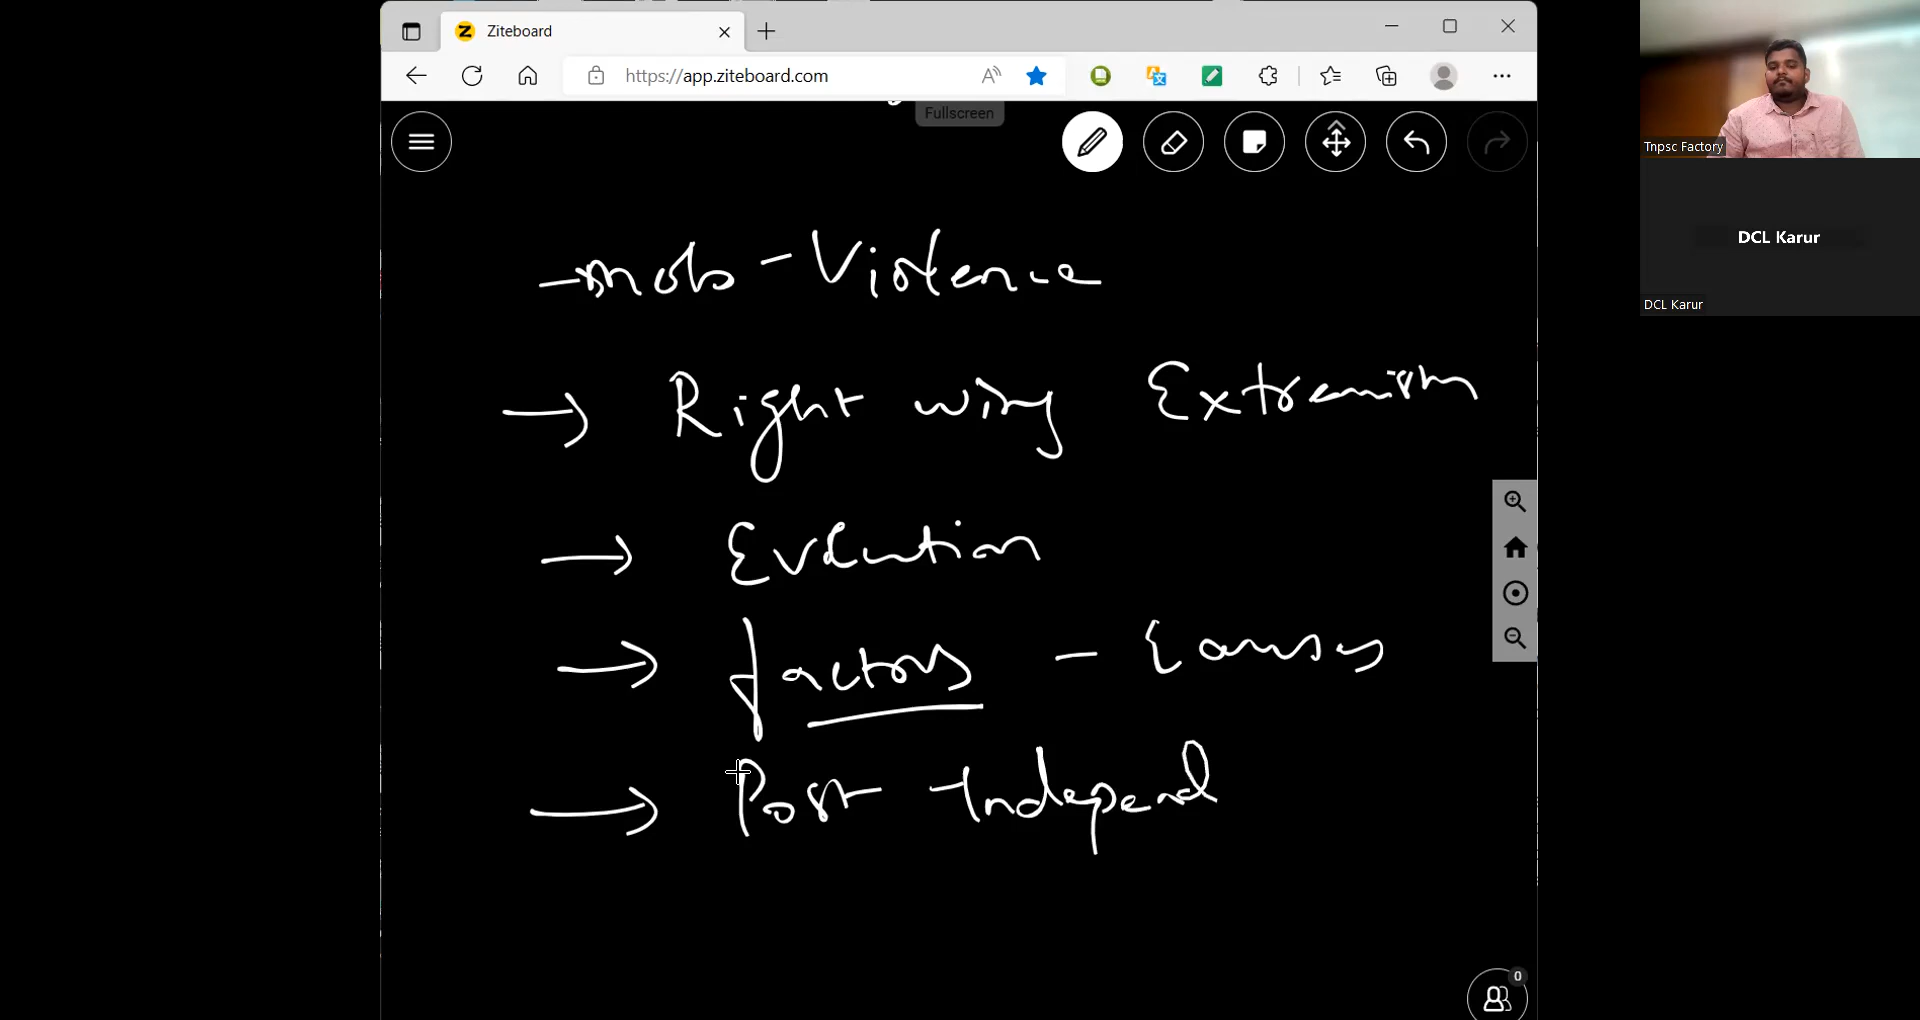 Ziteboard
https://app.ziteboard.com
Fullscreen
Tnpsc Factory
- mob - Violence
DCL Karur
DCL Karur
→ Right wing Extremism
→ Evolution
→ factors - Causes
→ Post - Independ
0